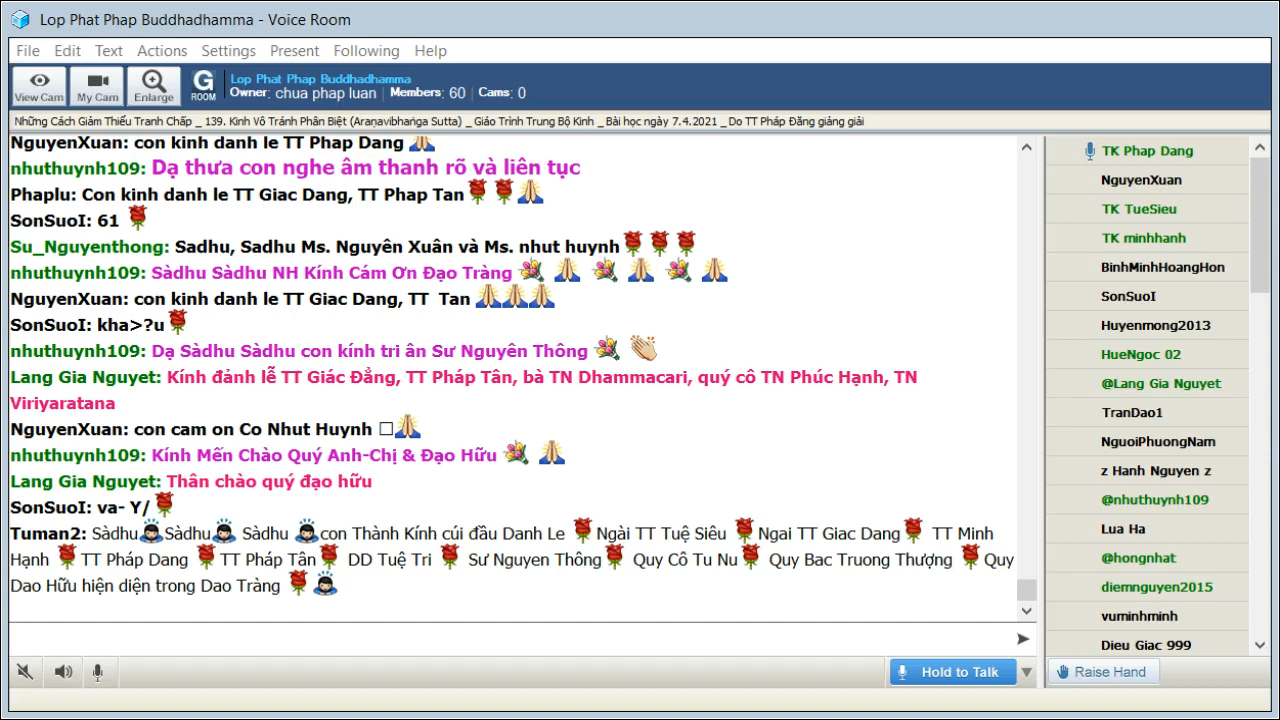 Lop Phat Phap Buddhadhamma - Voice Room
File Edit Text Actions Settings Present Following Help
View Cam My Cam Enlarge G ROOM
Lop Phat Phap Buddhadhamma
Owner: chua phap luan Members: 60 Cams: 0
Những Cách Giảm Thiểu Tranh Chấp _ 139. Kinh Vô Tránh Phân Biệt (Araṇavibhaṅga Sutta) _Giáo Trình Trung Bộ Kinh _Bài học ngày 7.4.2021 _Do TT Pháp Đăng giảng giải
NguyenXuan: con kinh danh le TT Phap Dang 🙏
nhuthuynh109: Dạ thưa con nghe âm thanh rõ và liên tục
Phaplu: Con kinh danh le TT Giac Dang, TT Phap Tan🌹🌹🙏
SonSuoI: 61 🌹
Su_Nguyenthong: Sadhu, Sadhu Ms. Nguyên Xuân và Ms. nhut huynh🌹🌹🌹
nhuthuynh109: Sàdhu Sàdhu NH Kính Cám Ơn Đạo Tràng 💐 🙏 💐 🙏 💐 🙏
NguyenXuan: con kinh danh le TT Giac Dang, TT Tan 🙏🙏🙏
SonSuoI: kha>?u🌹
nhuthuynh109: Dạ Sàdhu Sàdhu con kính tri ân Sư Nguyên Thông 💐 👏
Lang Gia Nguyet: Kính đảnh lễ TT Giác Đẳng, TT Pháp Tân, bà TN Dhammacari, quý cô TN Phúc Hạnh, TN
Viriyaratana
NguyenXuan: con cam on Co Nhut Huynh □🙏
nhuthuynh109: Kính Mến Chào Quý Anh-Chị & Đạo Hữu 💐 🙏
Lang Gia Nguyet: Thân chào quý đạo hữu
SonSuoI: va- Y/🌹
Tuman2: Sàdhu🙇Sàdhu🙇 Sàdhu 🙇con Thành Kính cúi đầu Danh Le 🌹Ngài TT Tuệ Siêu 🌹Ngai TT Giac Dang🌹 TT Minh
Hạnh 🌹TT Pháp Dang 🌹TT Pháp Tân🌹 DD Tuệ Tri 🌹 Sư Nguyen Thông🌹 Quy Cô Tu Nu🌹 Quy Bac Truong Thượng 🌹Quy
Dao Hữu hiện diện trong Dao Tràng 🌹🙇
Hold to Talk
TK Phap Dang
NguyenXuan
TK TueSieu
TK minhhanh
BinhMinhHoangHon
SonSuoI
Huyenmong2013
HueNgoc 02
@Lang Gia Nguyet
TranDao1
NguoiPhuongNam
z Hanh Nguyen z
@nhuthuynh109
Lua Ha
@hongnhat
diemnguyen2015
vuminhminh
Dieu Giac 999
Raise Hand